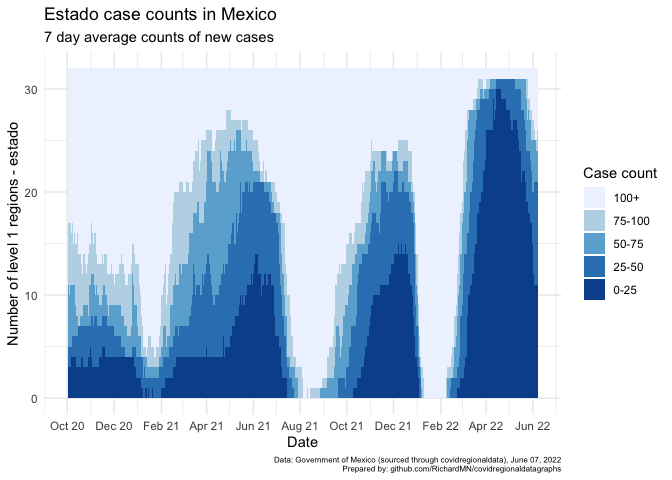 Estado case counts in Mexico
7 day average counts of new cases
Number of level 1 regions - estado
30
20
10
0
Oct 20 Dec 20 Feb 21 Apr 21 Jun 21 Aug 21 Oct 21 Dec 21 Feb 22 Apr 22 Jun 22
Date
Case count
100+
75-100
50-75
25-50
0-25
Data: Government of Mexico (sourced through covidregionaldata), June 07, 2022
Prepared by: github.com/RichardMN/covidregionaldatagraphs